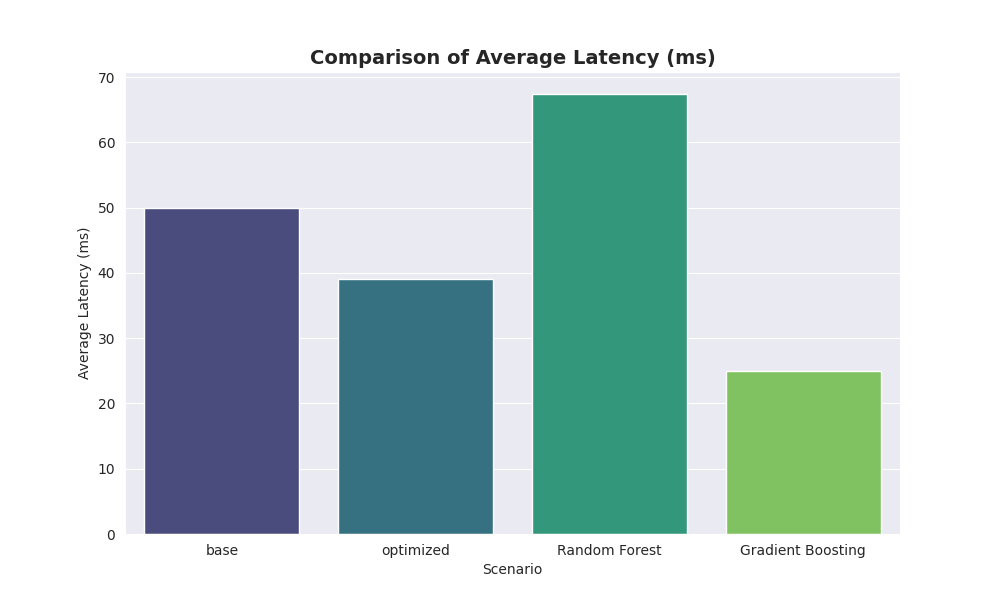 Comparison of Average Latency (ms)
70
60
50
40
30
20
10
0
Average Latency (ms)
base
optimized
Random Forest
Gradient Boosting
Scenario